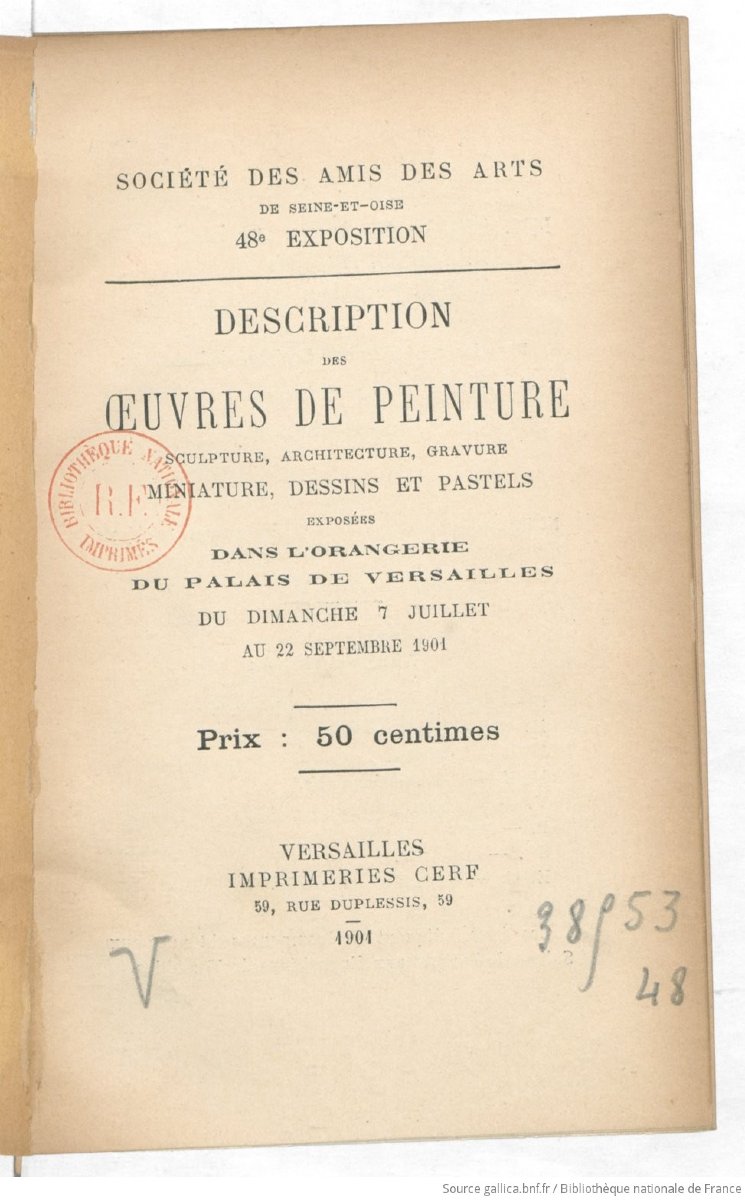 SOCIÉTÉ DES AMIS DES ARTS
DE SEINE-ET-OISE
48e EXPOSITION
DESCRIPTION
DES
ŒUVRES DE PEINTURE
SCULPTURE, ARCHITECTURE, GRAVURE
MINIATURE, DESSINS ET PASTELS
EXPOSÉES
DANS L'ORANGERIE
DU PALAIS DE VERSAILLES
DU DIMANCHE 7 JUILLET
AU 22 SEPTEMBRE 1901
BIBLIOTHÈQUE NATIONALE
R.F.
IMPRIMÉS
Prix : 50 centimes
VERSAILLES
IMPRIMERIES CERF
59, RUE DUPLESSIS, 59
1901
V
38 53
48
Source gallica.bnf.fr / Bibliothèque nationale de France